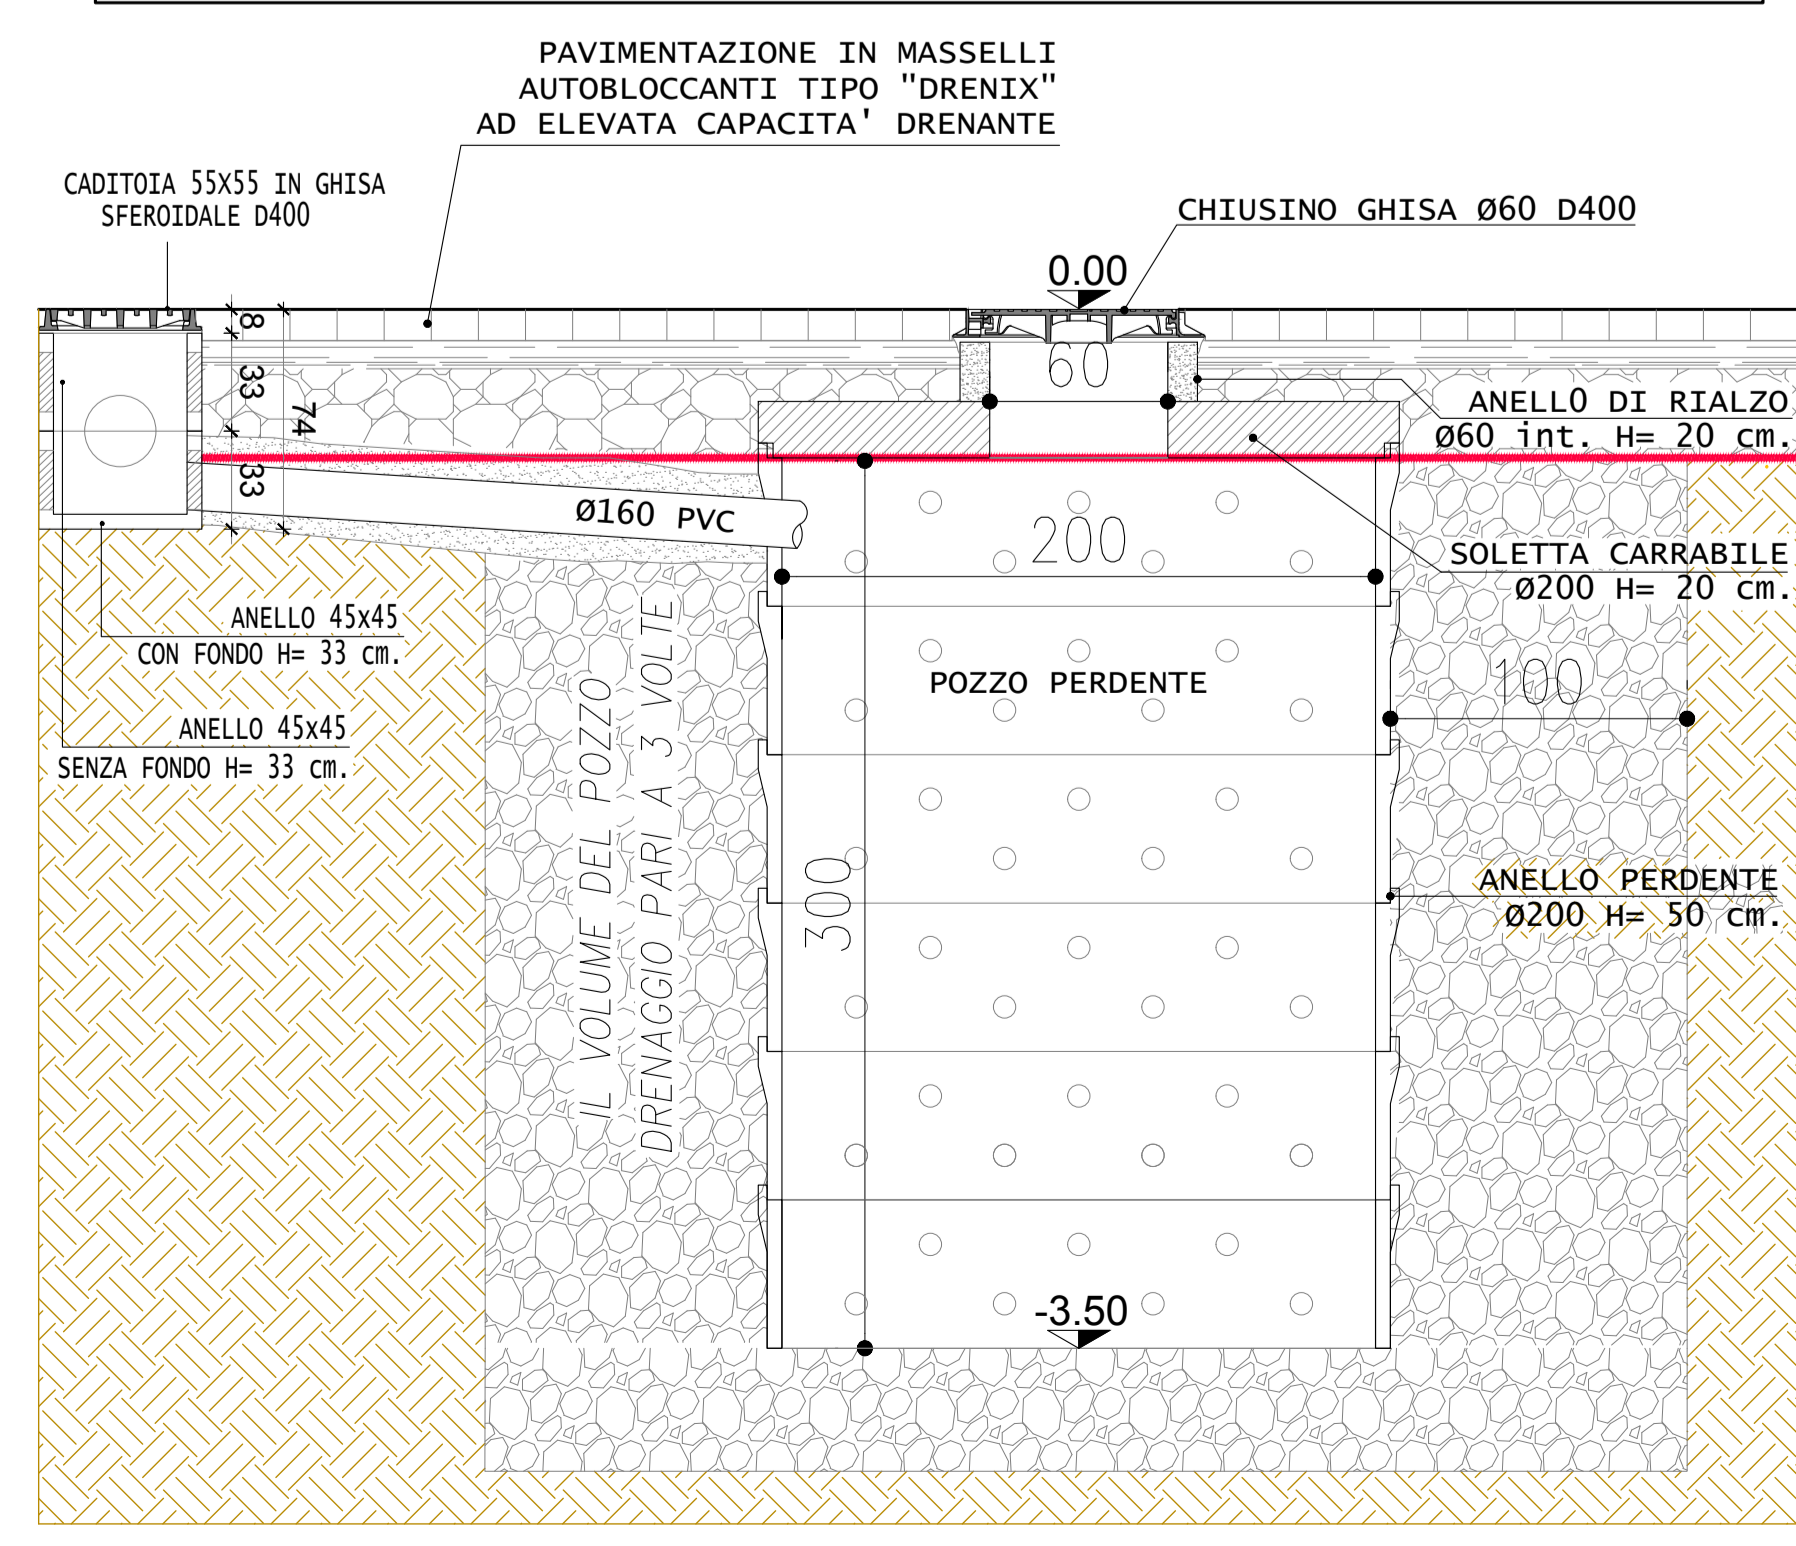 PAVIMENTAZIONE IN MASSELLI
AUTOBLOCCANTI TIPO "DRENIX"
AD ELEVATA CAPACITA' DRENANTE
CADITOIA 55X55 IN GHISA
SFEROIDALE D400
CHIUSINO GHISA Ø60 D400
0.00
8
33
74
33
60
ANELLO DI RIALZO
Ø60 int. H= 20 cm.
Ø160 PVC
200
SOLETTA CARRABILE
Ø200 H= 20 cm.
ANELLO 45x45
CON FONDO H= 33 cm.
ANELLO 45x45
SENZA FONDO H= 33 cm.
IL VOLUME DEL POZZO
DRENAGGIO PARI A 3 VOLTE
POZZO PERDENTE
100
300
ANELLO PERDENTE
Ø200 H= 50 cm.
-3.50